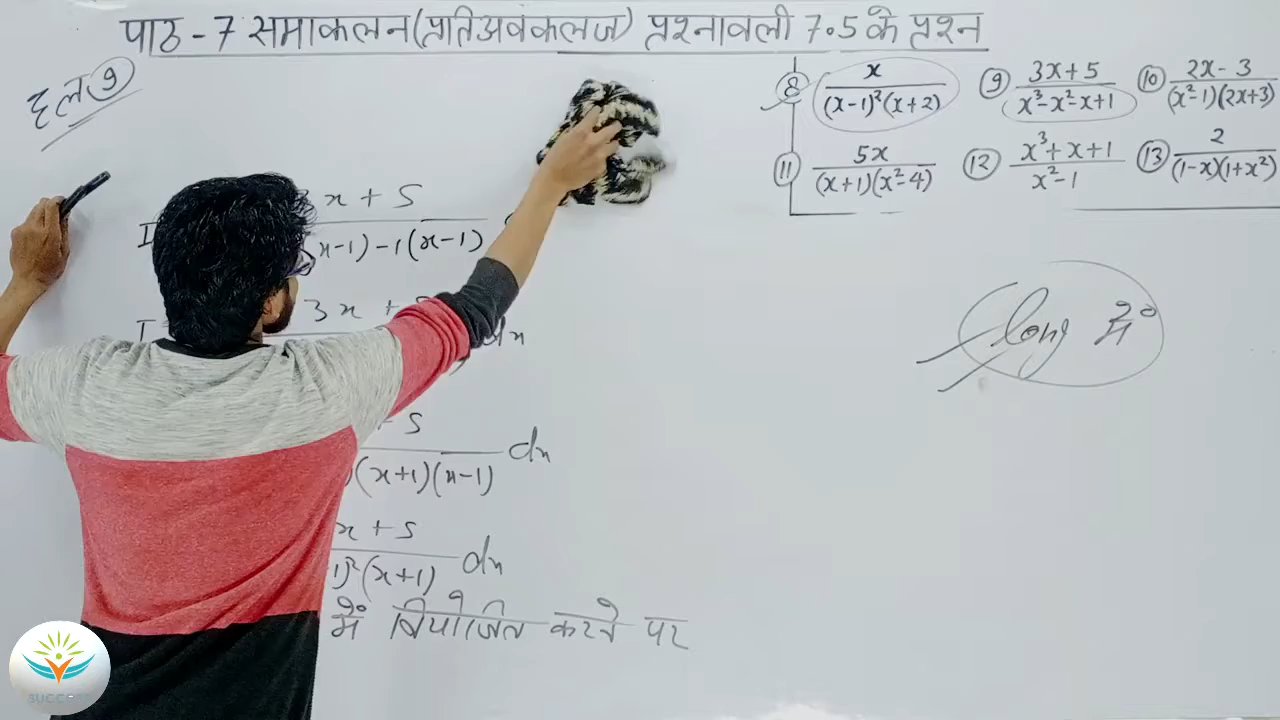 पाठ - 7 समाकलन (प्रतिअवकलज) प्रश्नावली 7.5 के प्रश्न
हल 9
⑧ x/((x-1)²(x+2)) ⑨ (3x+5)/(x³-x²-x+1) ⑩ (2x-3)/((x²-1)(2x+3))
⑪ 5x/((x+1)(x²-4)) ⑫ (x³+x+1)/(x²-1) ⑬ 2/((1-x)(1+x²))
3x + 5
I
(x-1) -1(x-1)
3x +
I
dx
Long में
5
(x+1)(x-1) dx
x + 5
1)²(x+1) dx
में वियोजित करने पर